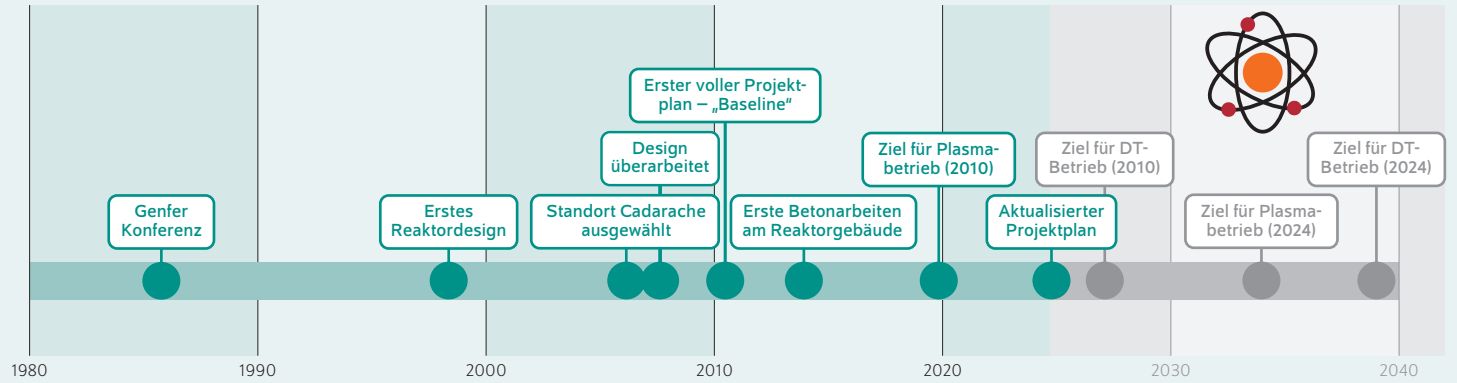 Erster voller Projekt-
plan – „Baseline“
Design
überarbeitet
Ziel für Plasma-
betrieb (2010)
Ziel für DT-
Betrieb (2010)
Ziel für DT-
Betrieb (2024)
Genfer
Konferenz
Erstes
Reaktordesign
Standort Cadarache
ausgewählt
Erste Betonarbeiten
am Reaktorgebäude
Aktualisierter
Projektplan
Ziel für Plasma-
betrieb (2024)
1980
1990
2000
2010
2020
2030
2040